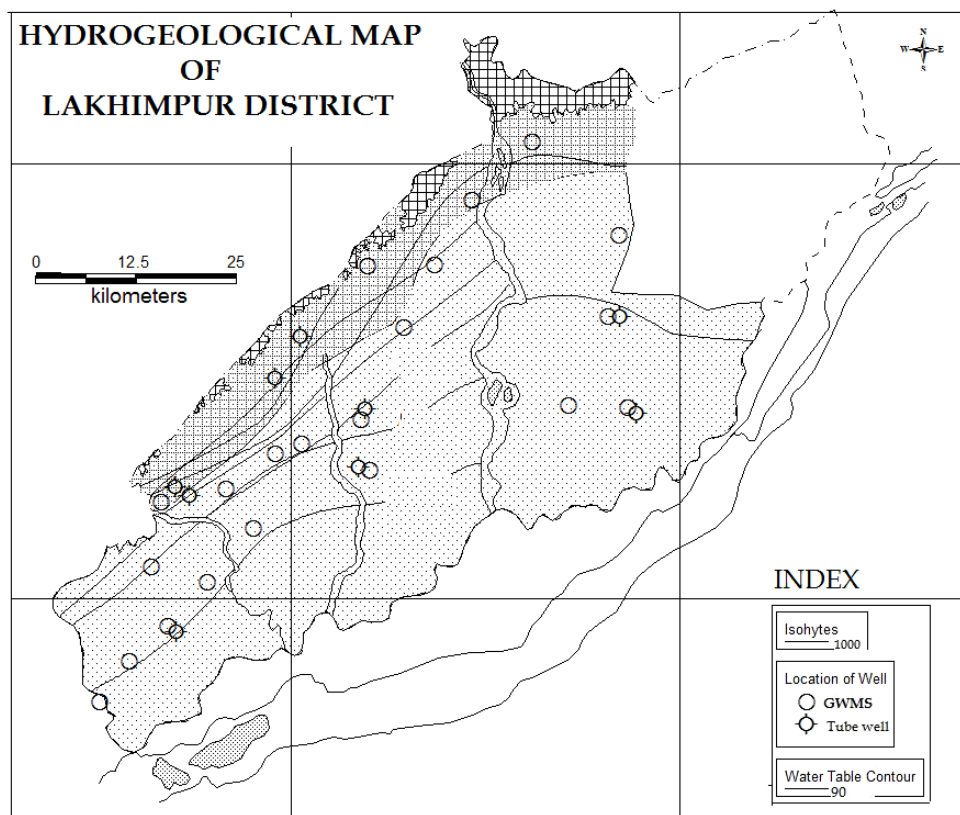 HYDROGEOLOGICAL MAP
OF
LAKHIMPUR DISTRICT
N
W E
S
0 12.5 25
kilometers
INDEX
Isohytes
1000
Location of Well
GWMS
Tube well
Water Table Contour
90